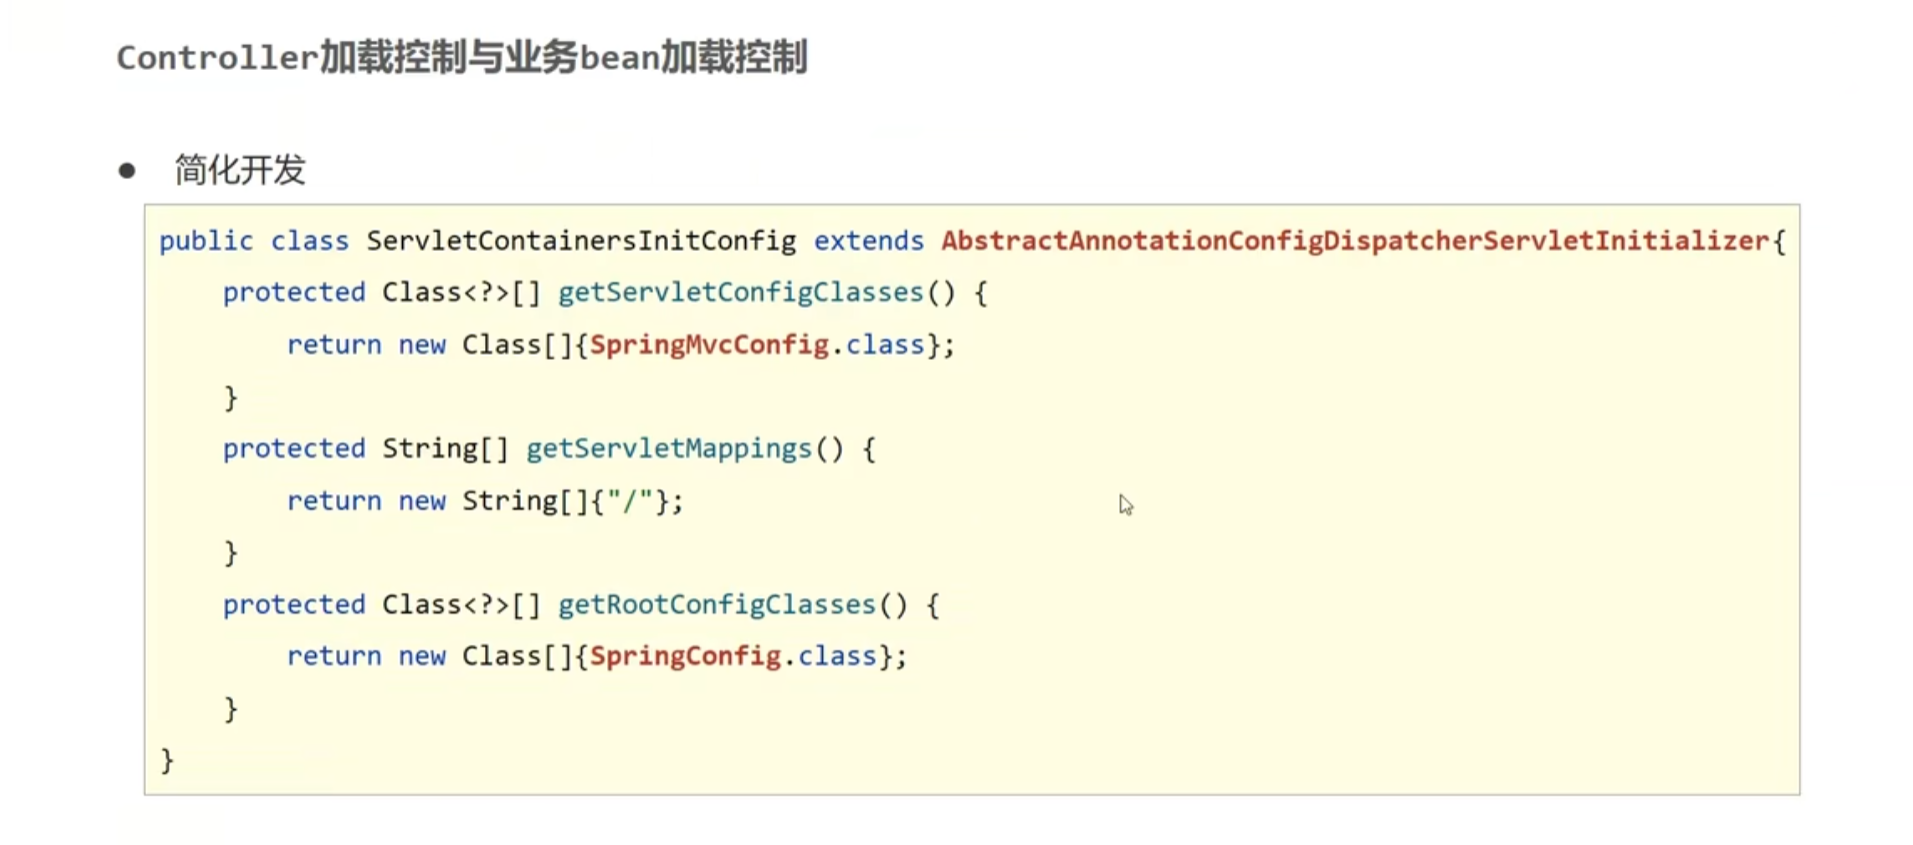 Controller加载控制与业务bean加载控制
● 简化开发
public class ServletContainersInitConfig extends AbstractAnnotationConfigDispatcherServletInitializer{
    protected Class<?>[] getServletConfigClasses() {
        return new Class[]{SpringMvcConfig.class};
    }
    protected String[] getServletMappings() {
        return new String[]{"/"};
    }
    protected Class<?>[] getRootConfigClasses() {
        return new Class[]{SpringConfig.class};
    }
}